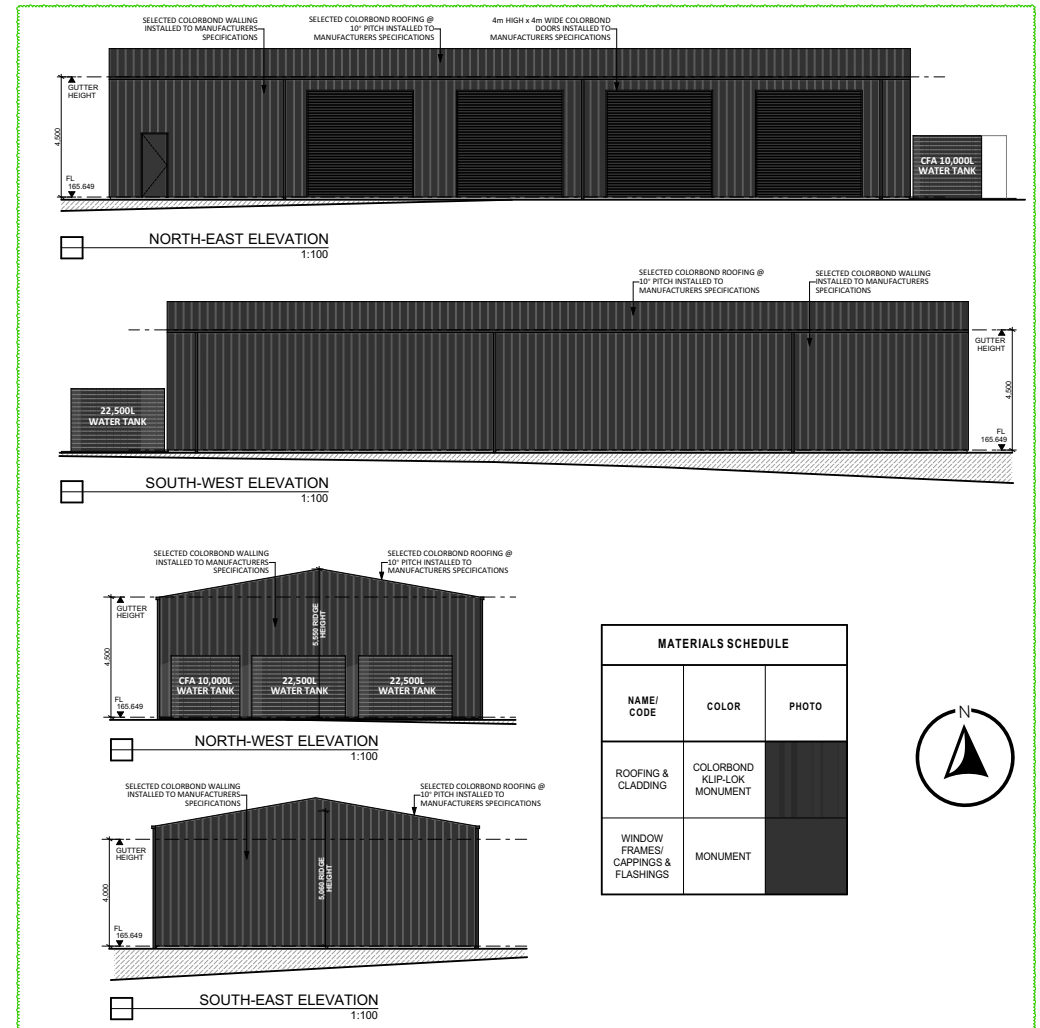 SELECTED COLORBOND WALLING
INSTALLED TO MANUFACTURERS
SPECIFICATIONS
SELECTED COLORBOND ROOFING @
10° PITCH INSTALLED TO
MANUFACTURERS SPECIFICATIONS
4m HIGH x 4m WIDE COLORBOND
DOORS INSTALLED TO
MANUFACTURERS SPECIFICATIONS
GUTTER
HEIGHT
4,500
FL
165.649
CFA 10,000L
WATER TANK
NORTH-EAST ELEVATION
1:100
SELECTED COLORBOND ROOFING @
10° PITCH INSTALLED TO
MANUFACTURERS SPECIFICATIONS
SELECTED COLORBOND WALLING
INSTALLED TO MANUFACTURERS
SPECIFICATIONS
GUTTER
HEIGHT
4,500
FL
165.649
22,500L
WATER TANK
SOUTH-WEST ELEVATION
1:100
SELECTED COLORBOND WALLING
INSTALLED TO MANUFACTURERS
SPECIFICATIONS
SELECTED COLORBOND ROOFING @
10° PITCH INSTALLED TO
MANUFACTURERS SPECIFICATIONS
GUTTER
HEIGHT
5,550 RIDGE
HEIGHT
4,500
FL
165.649
CFA 10,000L
WATER TANK
22,500L
WATER TANK
22,500L
WATER TANK
NORTH-WEST ELEVATION
1:100
SELECTED COLORBOND WALLING
INSTALLED TO MANUFACTURERS
SPECIFICATIONS
SELECTED COLORBOND ROOFING @
10° PITCH INSTALLED TO
MANUFACTURERS SPECIFICATIONS
GUTTER
HEIGHT
5,060 RIDGE
HEIGHT
4,000
FL
165.649
SOUTH-EAST ELEVATION
1:100
MATERIALS SCHEDULE
NAME/
CODE
COLOR
PHOTO
ROOFING &
CLADDING
COLORBOND
KLIP-LOK
MONUMENT
WINDOW
FRAMES/
CAPPINGS &
FLASHINGS
MONUMENT
N